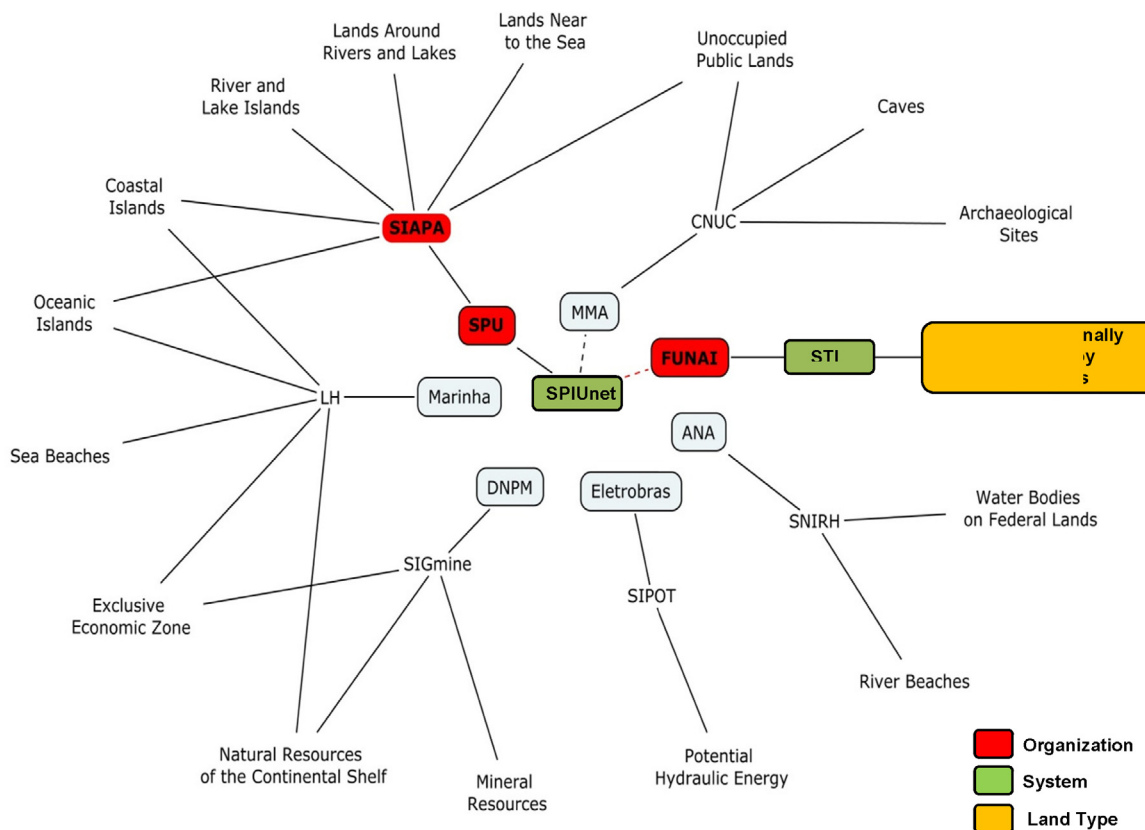 Lands Around
Rivers and Lakes
Lands Near
to the Sea
Unoccupied
Public Lands
River and
Lake Islands
Caves
Coastal
Islands
SIAPA
CNUC
Archaeological
Sites
Oceanic
Islands
SPU
MMA
FUNAI
STI
nally
SPIUnet
Marinha
LH
ANA
Sea Beaches
DNPM
Eletrobras
Water Bodies
on Federal Lands
SNIRH
SIGmine
SIPOT
Exclusive
Economic Zone
River Beaches
Natural Resources
of the Continental Shelf
Mineral
Resources
Potential
Hydraulic Energy
Organization
System
Land Type